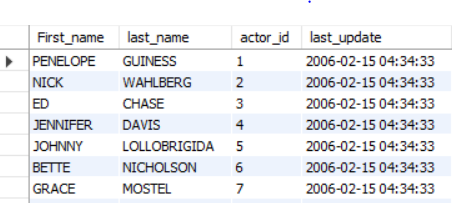 First_name last_name actor_id last_update
PENELOPE GUINESS 1 2006-02-15 04:34:33
NICK WAHLBERG 2 2006-02-15 04:34:33
ED CHASE 3 2006-02-15 04:34:33
JENNIFER DAVIS 4 2006-02-15 04:34:33
JOHNNY LOLLOBRIGIDA 5 2006-02-15 04:34:33
BETTE NICHOLSON 6 2006-02-15 04:34:33
GRACE MOSTEL 7 2006-02-15 04:34:33